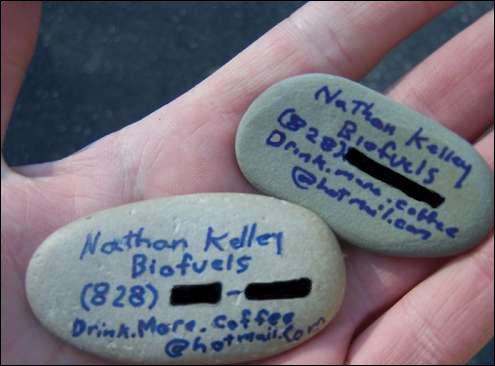 Nathan Kelley
Biofuels
(828)
Drink.more.coffee
@hotmail.com
Nathan Kelley
Biofuels
(828) -
Drink.More.Coffee
@hotmail.com